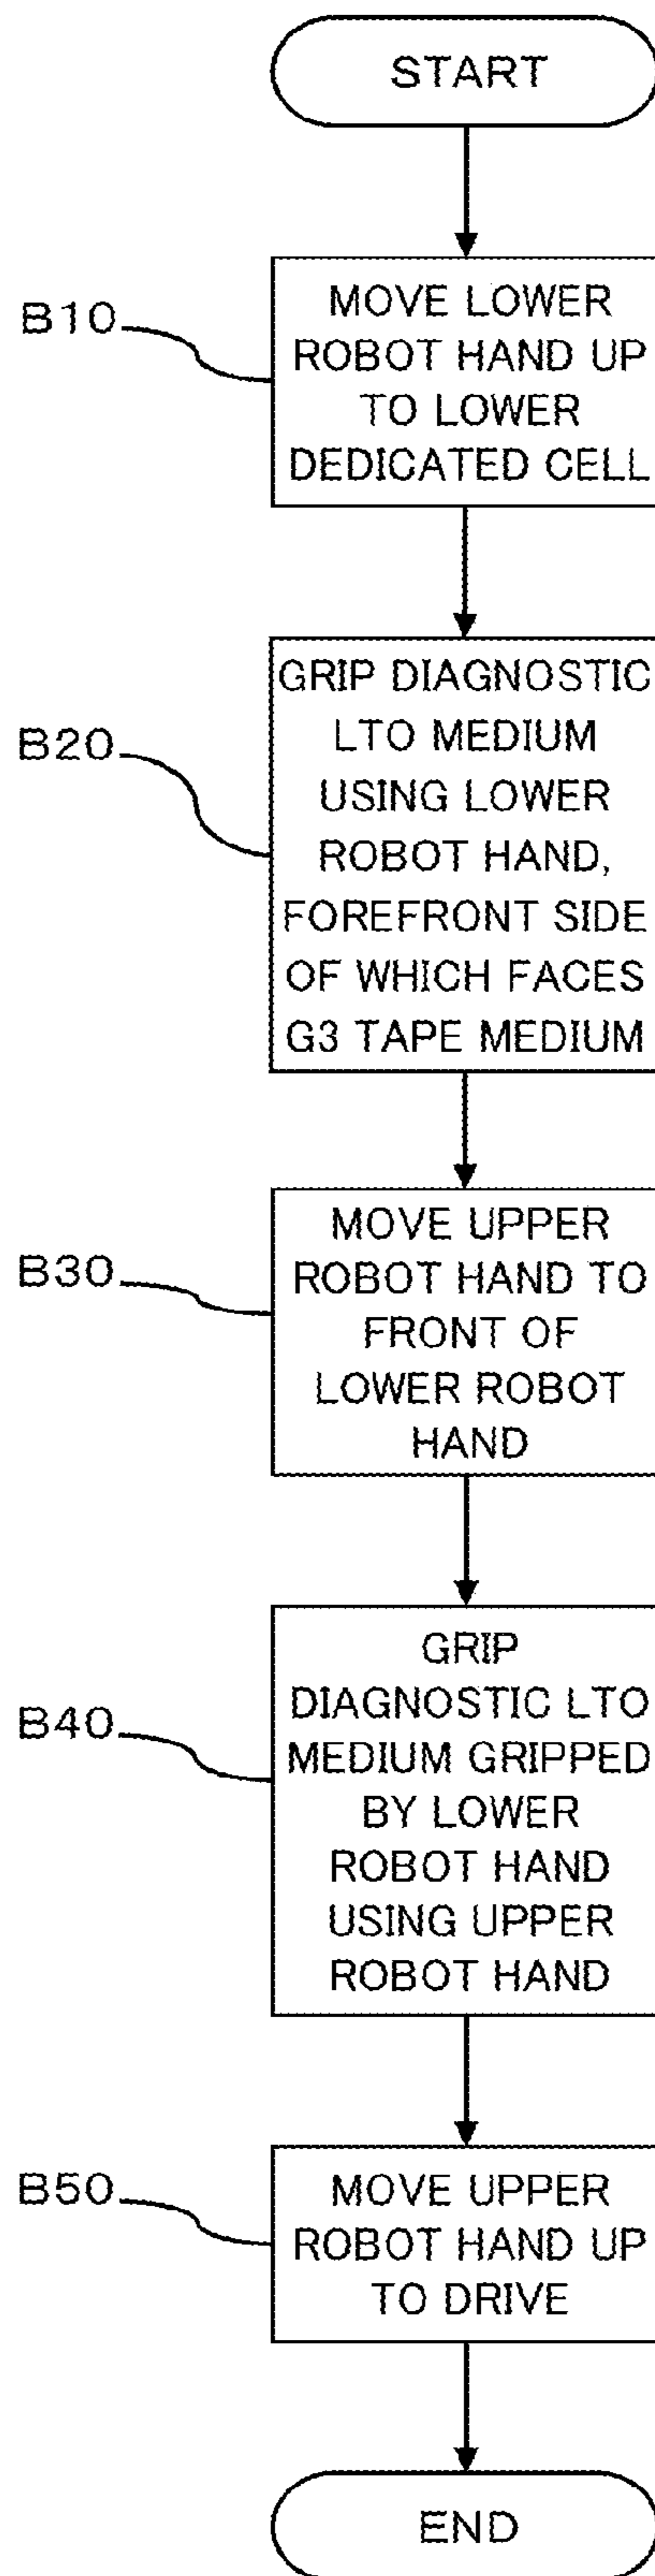 START
B10
MOVE LOWER
ROBOT HAND UP
TO LOWER
DEDICATED CELL
B20
GRIP DIAGNOSTIC
LTO MEDIUM
USING LOWER
ROBOT HAND,
FOREFRONT SIDE
OF WHICH FACES
G3 TAPE MEDIUM
B30
MOVE UPPER
ROBOT HAND TO
FRONT OF
LOWER ROBOT
HAND
B40
GRIP
DIAGNOSTIC LTO
MEDIUM GRIPPED
BY LOWER
ROBOT HAND
USING UPPER
ROBOT HAND
B50
MOVE UPPER
ROBOT HAND UP
TO DRIVE
END